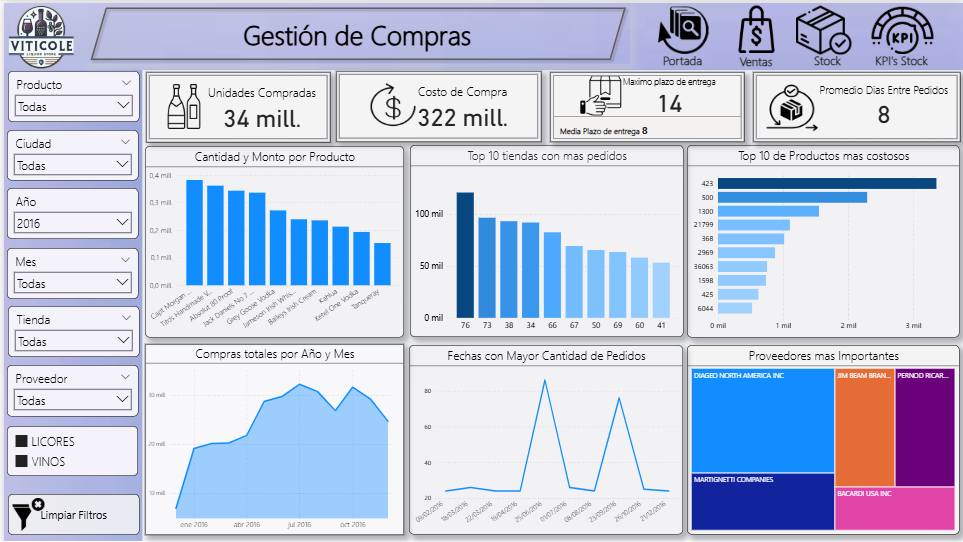 VITICOLE
LIQUOR STORE
Gestión de Compras
Portada
Ventas
Stock
KPI
KPI's Stock
Producto
Todas
Ciudad
Todas
Año
2016
Mes
Todas
Tienda
Todas
Proveedor
Todas
LICORES
VINOS
Limpiar Filtros
Unidades Compradas
34 mill.
Costo de Compra
322 mill.
Maximo plazo de entrega
14
Media Plazo de entrega 8
Promedio Dias Entre Pedidos
8
Cantidad y Monto por Producto
0,4 mill.
0,3 mill.
0,2 mill.
0,1 mill.
0,0 mill.
Capt Morgan ...
Titos Handmade V...
Absolut 80 Proof
Jack Daniels No 7 ...
Grey Goose Vodka
Jameson Irish Whis...
Baileys Irish Cream
Kahlua
Ketel One Vodka
Tanqueray
Top 10 tiendas con mas pedidos
100 mil
50 mil
0 mil
76 73 38 34 66 67 50 69 60 41
Top 10 de Productos mas costosos
423
500
1300
21799
368
2969
36063
1598
425
6044
0 mil 1 mil 2 mil 3 mil
Compras totales por Año y Mes
30 mill.
20 mill.
10 mill.
ene 2016 abr 2016 jul 2016 oct 2016
Fechas con Mayor Cantidad de Pedidos
80
60
40
20
09/02/2016
18/03/2016
22/03/2016
19/04/2016
25/06/2016
01/07/2016
08/08/2016
23/09/2016
26/10/2016
21/12/2016
Proveedores mas Importantes
DIAGEO NORTH AMERICA INC
MARTIGNETTI COMPANIES
JIM BEAM BRAN...
PERNOD RICAR...
BACARDI USA INC